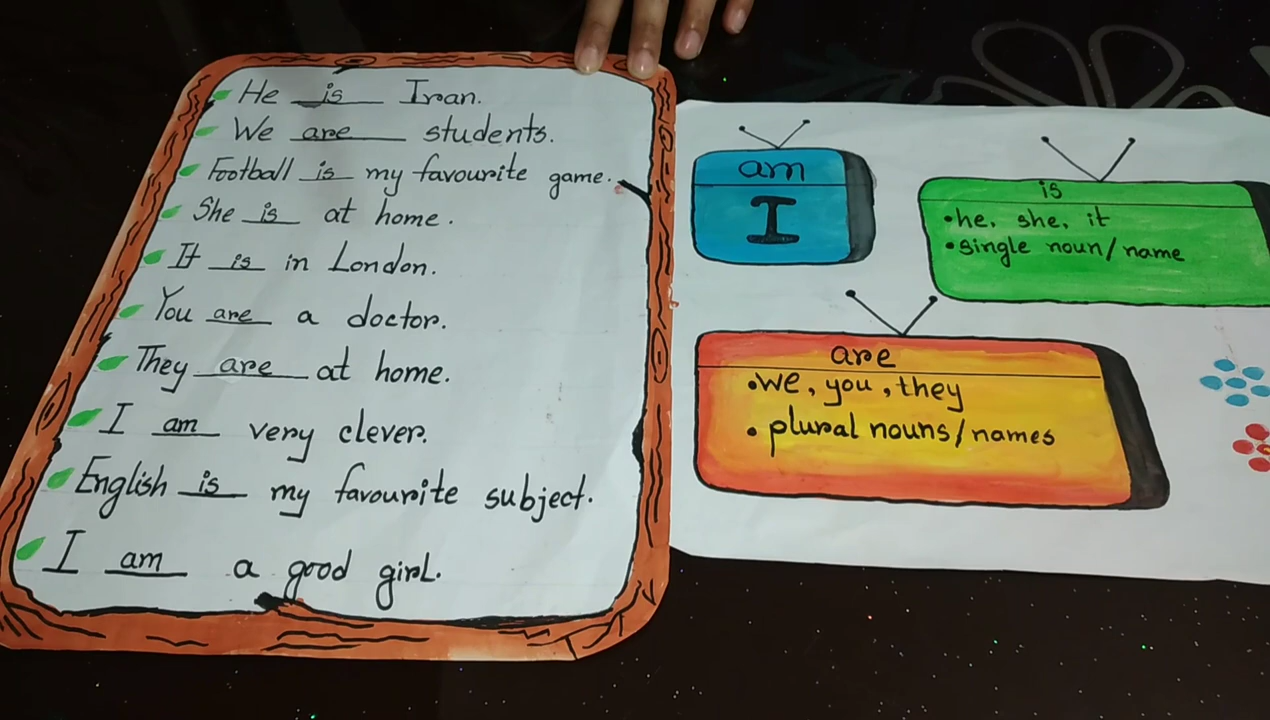 He is Iran.
We are students.
Football is my favourite game.
She is at home.
It is in London.
You are a doctor.
They are at home.
I am very clever.
English is my favourite subject.
I am a good girl.
am
I
is
•he, she, it
•single noun/name
are
•we, you, they
• plural nouns/names